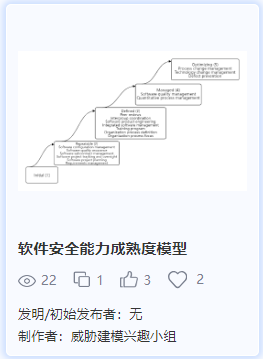 Optimizing (5)
Process change management
Technology change management
Defect prevention
Managed (4)
Software quality management
Quantitative process management
Defined (3)
Peer reviews
Intergroup coordination
Software product engineering
Integrated software management
Training program
Organization process definition
Organization process focus
Repeatable (2)
Software configuration management
Software quality assurance
Software subcontract management
Software project tracking and oversight
Software project planning
Requirements management
Initial (1)
软件安全能力成熟度模型
22 1 3 2
发明/初始发布者：无
制作者：威胁建模兴趣小组